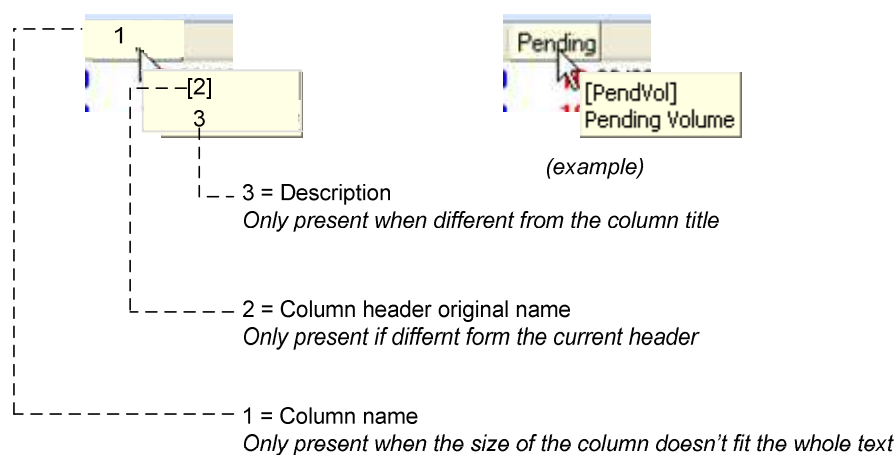 1
[2]
3
Pending
[PendVol]
Pending Volume
(example)
3 = Description
Only present when different from the column title
2 = Column header original name
Only present if differnt form the current header
1 = Column name
Only present when the size of the column doesn't fit the whole text